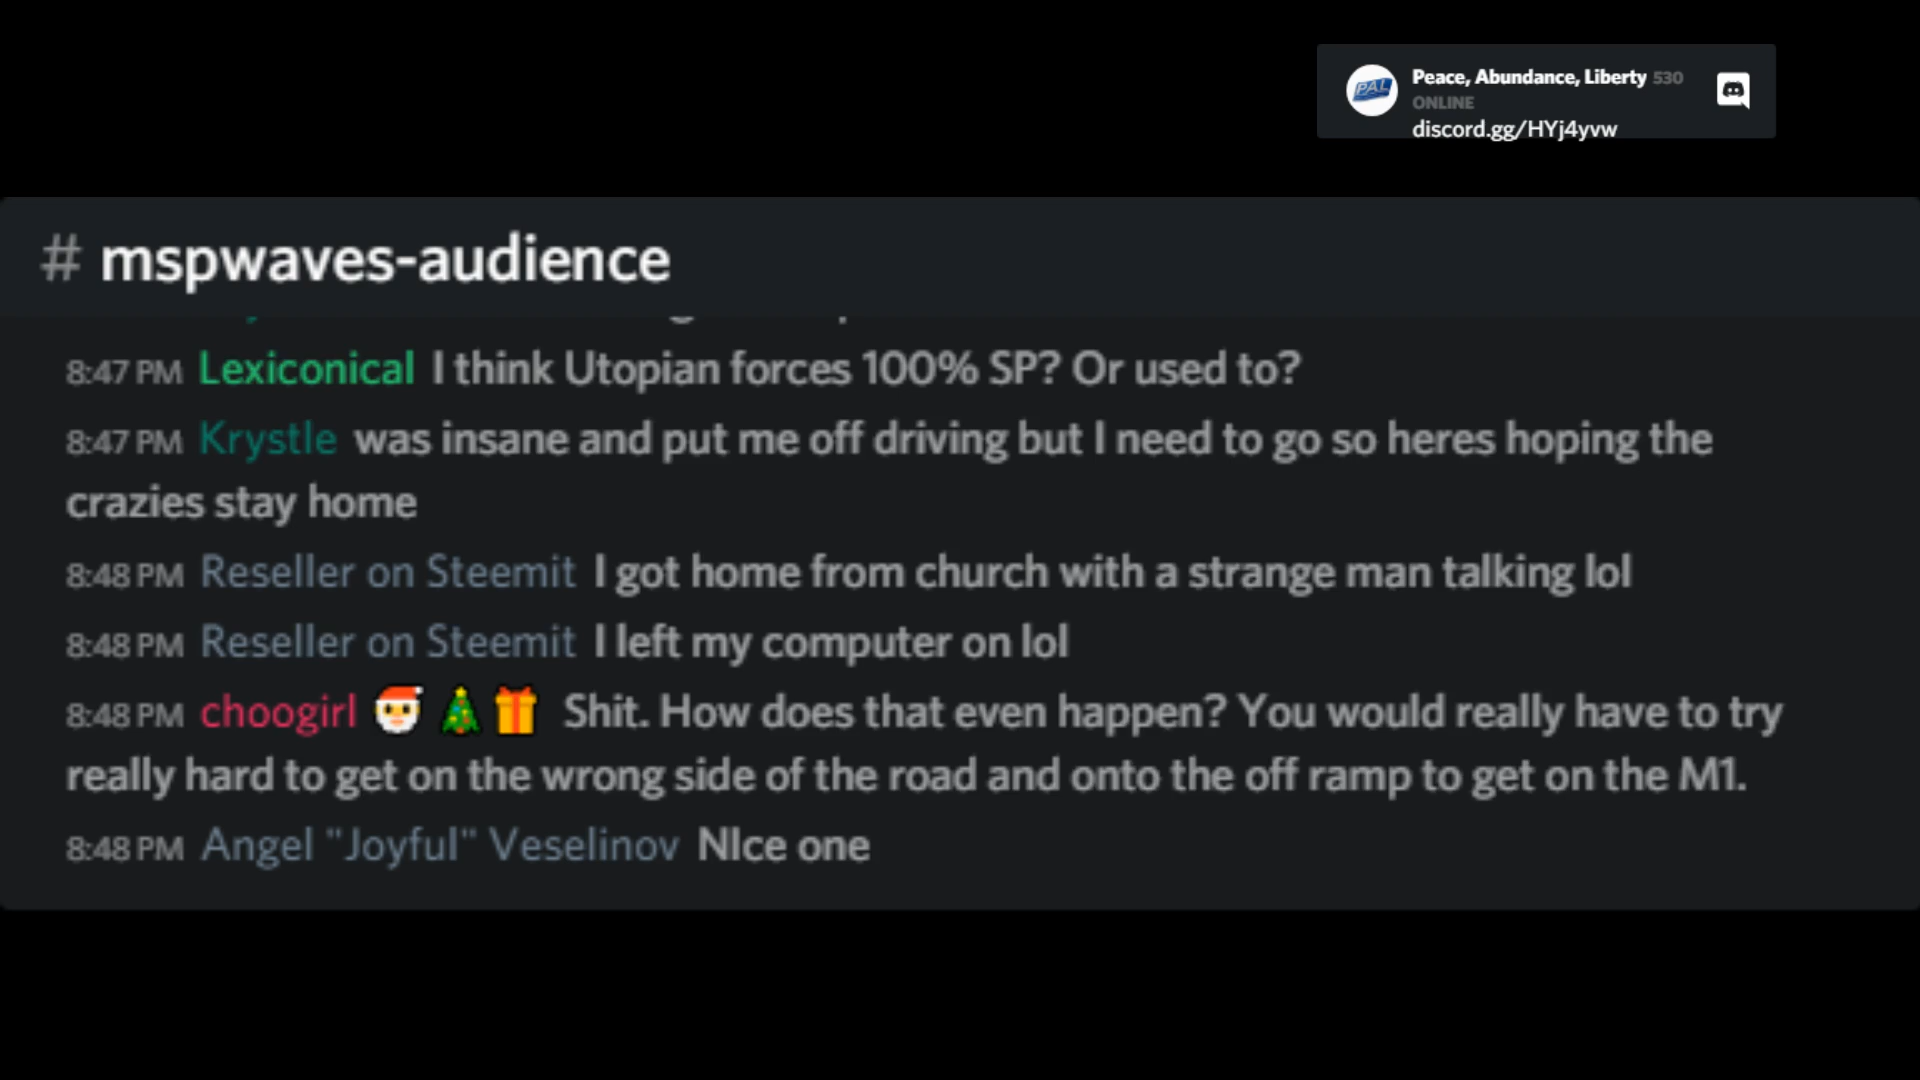 PAL Peace, Abundance, Liberty 530
ONLINE
discord.gg/HYj4yvw
# mspwaves-audience
8:47 PM Lexiconical I think Utopian forces 100% SP? Or used to?
8:47 PM Krystle was insane and put me off driving but I need to go so heres hoping the
crazies stay home
8:48 PM Reseller on Steemit I got home from church with a strange man talking lol
8:48 PM Reseller on Steemit I left my computer on lol
8:48 PM choogirl 🎅 🎄 🎁 Shit. How does that even happen? You would really have to try
really hard to get on the wrong side of the road and onto the off ramp to get on the M1.
8:48 PM Angel "Joyful" Veselinov NIce one